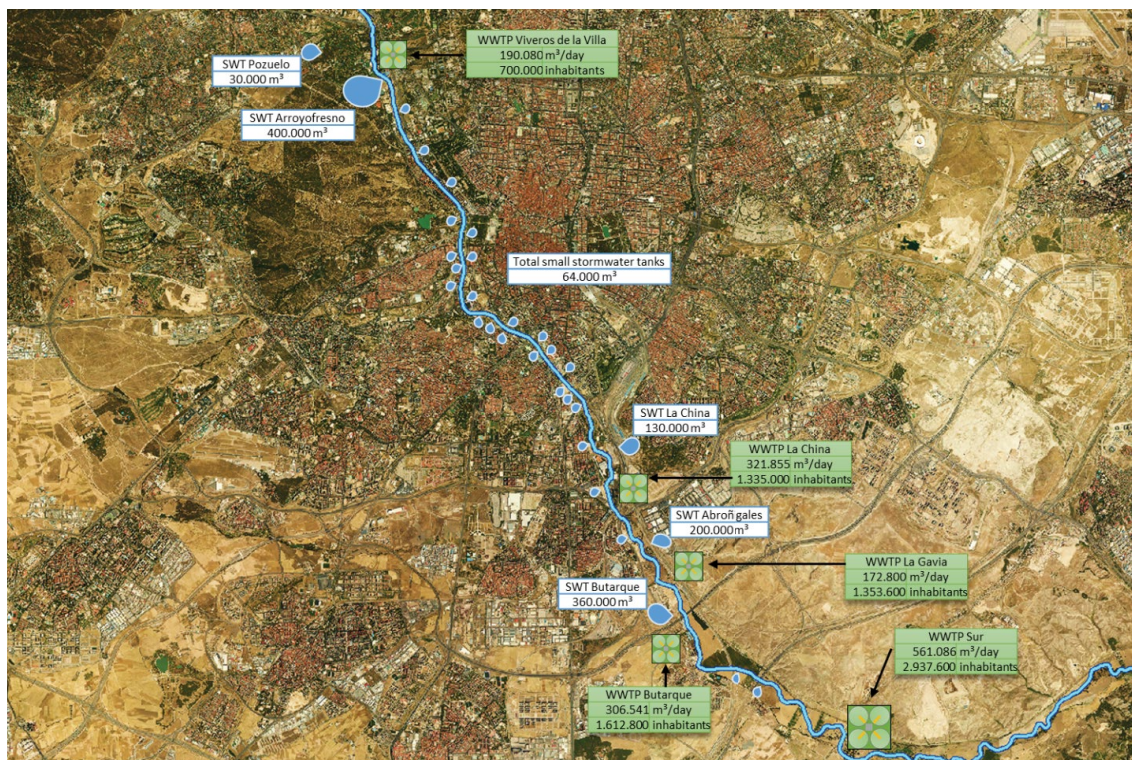 WWTP Viveros de la Villa
190.080 m³/day
700.000 inhabitants
SWT Pozuelo
30.000 m³
SWT Arroyofresno
400.000 m³
Total small stormwater tanks
64.000 m³
SWT La China
130.000 m³
WWTP La China
321.855 m³/day
1.335.000 inhabitants
SWT Abroñgales
200.000m³
WWTP La Gavia
172.800 m³/day
1.353.600 inhabitants
SWT Butarque
360.000 m³
WWTP Sur
561.086 m³/day
2.937.600 inhabitants
WWTP Butarque
306.541 m³/day
1.612.800 inhabitants